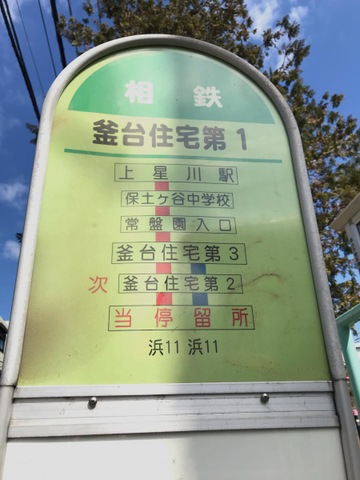 相鉄
釜台住宅第1
上星川駅
保土ヶ谷中学校
常盤園入口
釜台住宅第3
次 釜台住宅第2
当停留所
浜11 浜11